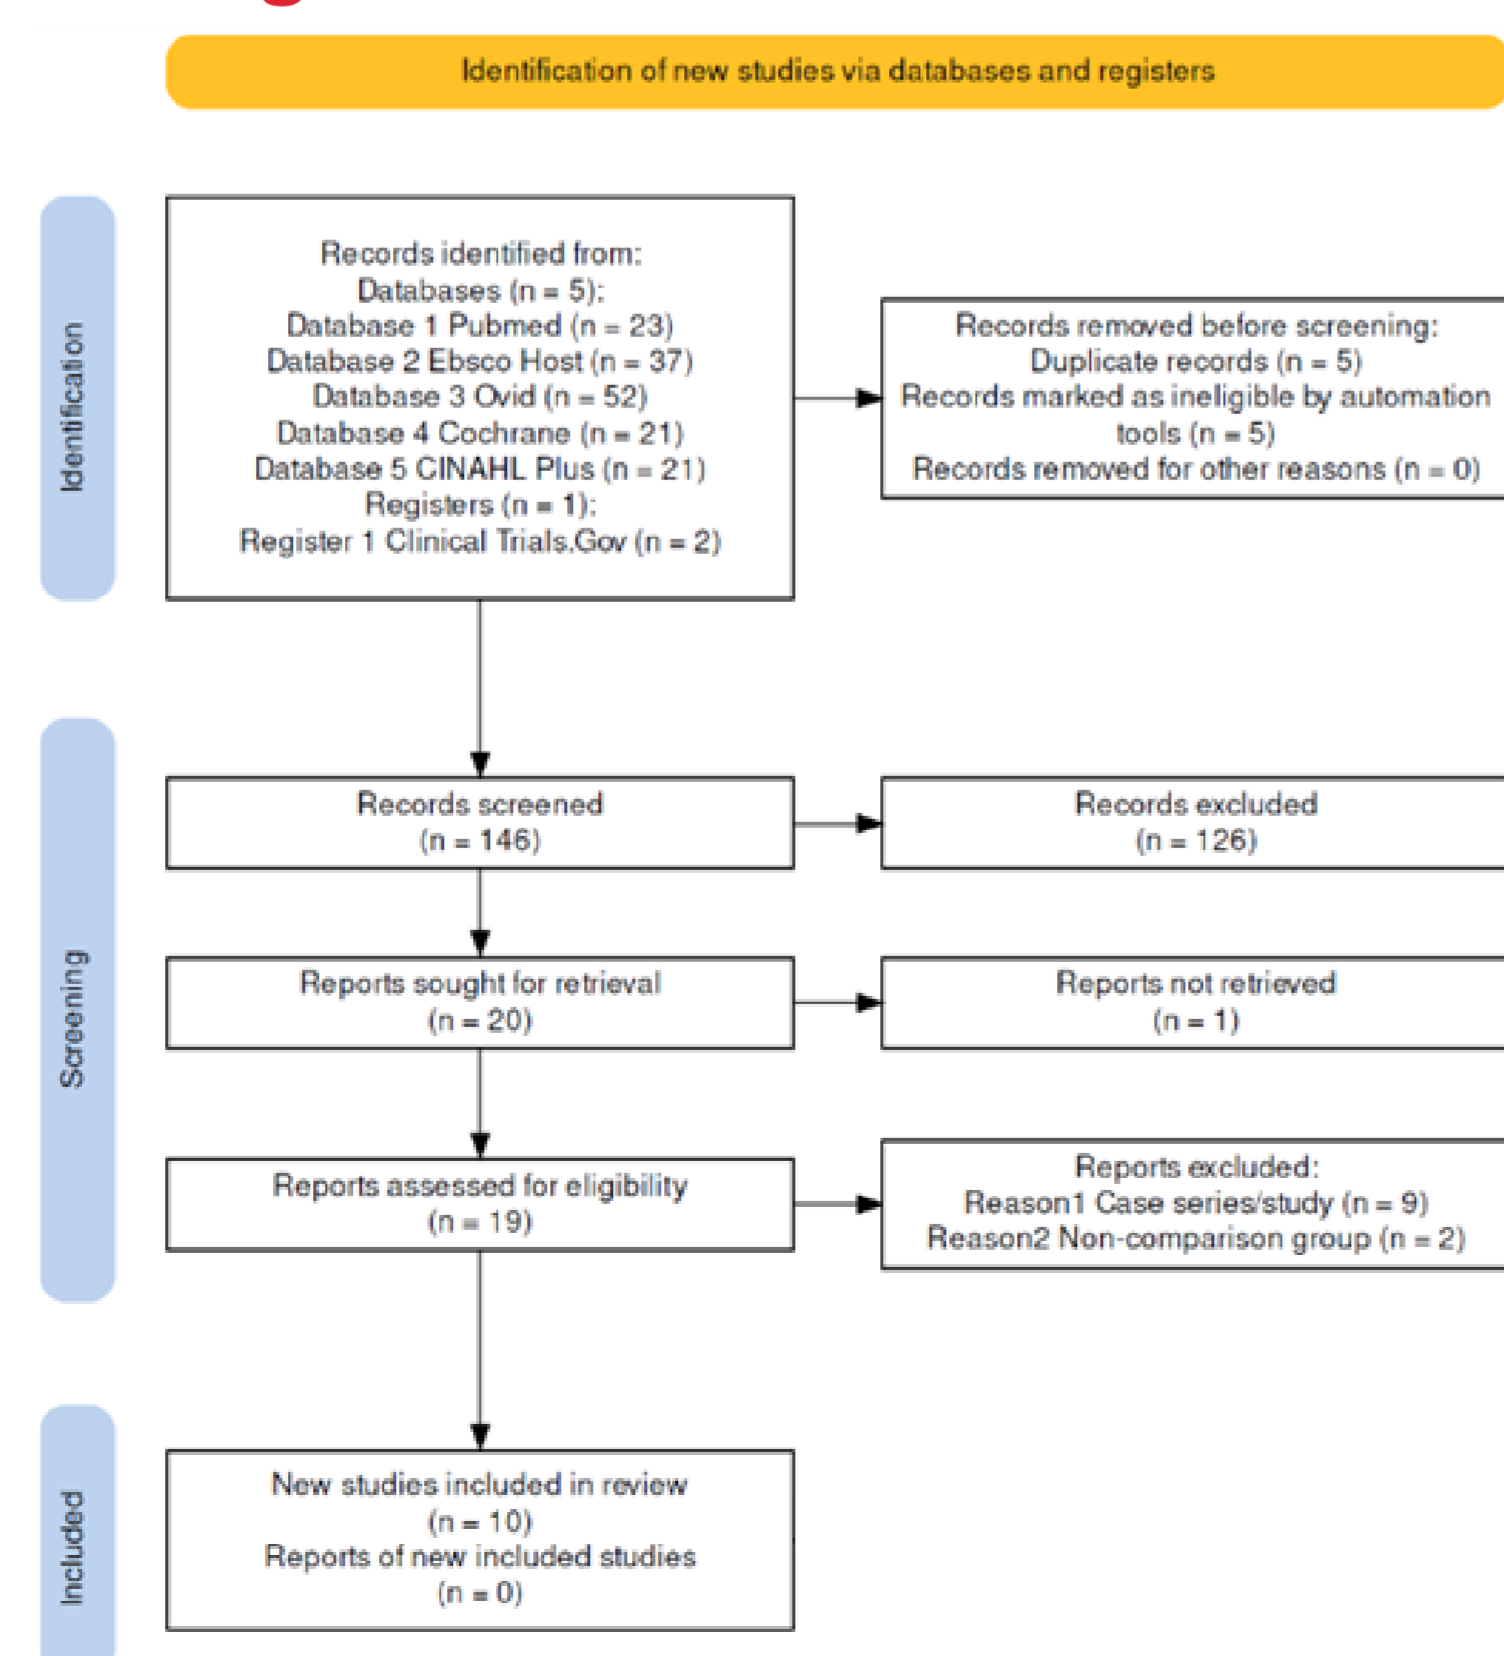 Identification of new studies via databases and registers
Identification
Records identified from:
Databases (n = 5):
Database 1 Pubmed (n = 23)
Database 2 Ebsco Host (n = 37)
Database 3 Ovid (n = 52)
Database 4 Cochrane (n = 21)
Database 5 CINAHL Plus (n = 21)
Registers (n = 1):
Register 1 Clinical Trials.Gov (n = 2)
Records removed before screening:
Duplicate records (n = 5)
Records marked as ineligible by automation
tools (n = 5)
Records removed for other reasons (n = 0)
Screening
Records screened
(n = 146)
Records excluded
(n = 126)
Reports sought for retrieval
(n = 20)
Reports not retrieved
(n = 1)
Reports assessed for eligibility
(n = 19)
Reports excluded:
Reason1 Case series/study (n = 9)
Reason2 Non-comparison group (n = 2)
Included
New studies included in review
(n = 10)
Reports of new included studies
(n = 0)